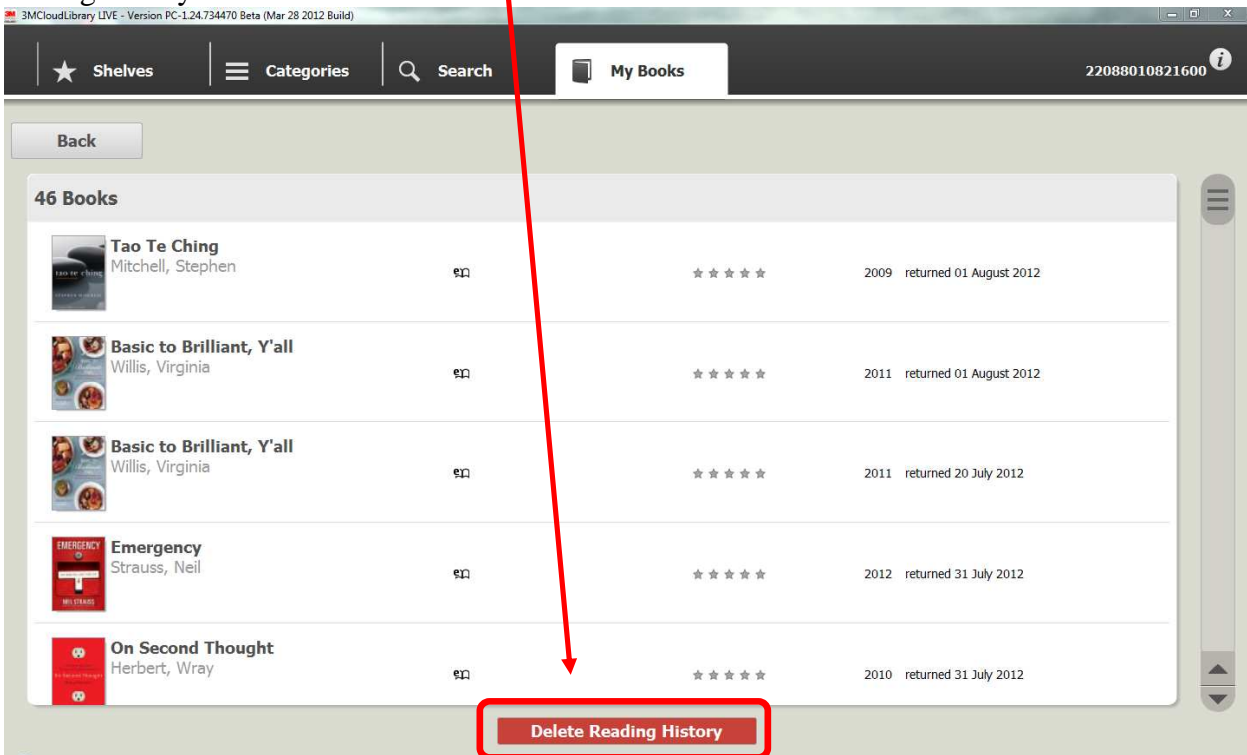 3MCloudLibrary LIVE - Version PC-1.24.734470 Beta (Mar 28 2012 Build)
Shelves Categories Search My Books 22088010821600
Back
46 Books
Tao Te Ching
Mitchell, Stephen
2009 returned 01 August 2012
Basic to Brilliant, Y'all
Willis, Virginia
2011 returned 01 August 2012
Basic to Brilliant, Y'all
Willis, Virginia
2011 returned 20 July 2012
EMERGENCY
NEIL STRAUSS
Emergency
Strauss, Neil
2012 returned 31 July 2012
On Second Thought
Herbert, Wray
2010 returned 31 July 2012
Delete Reading History